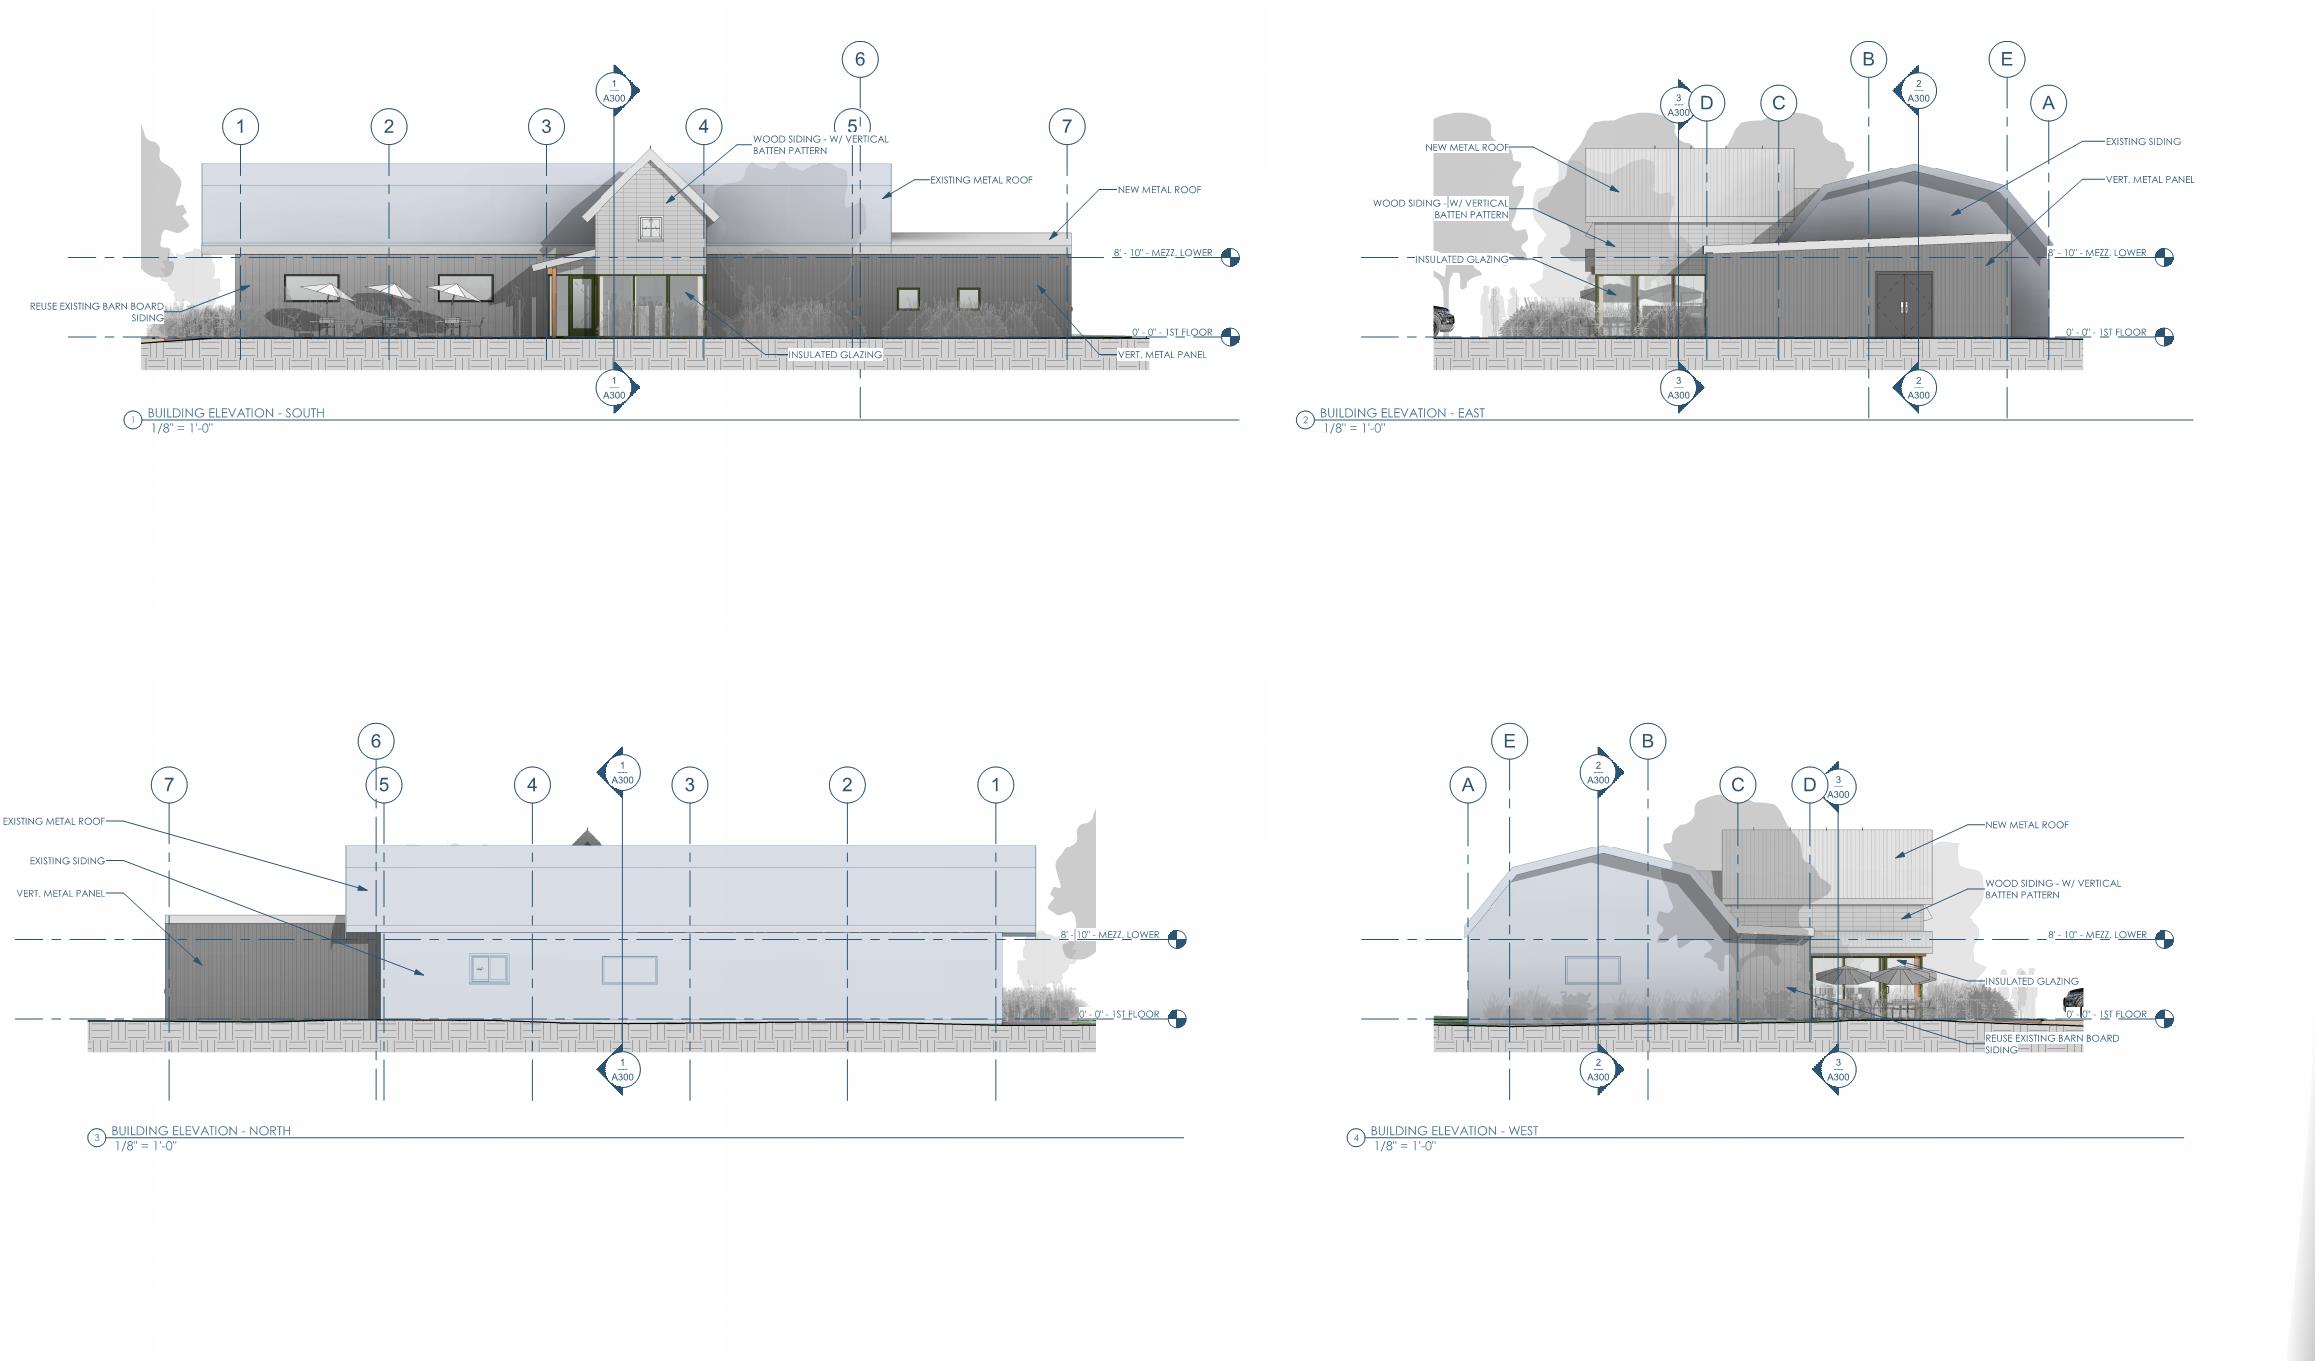 6
1
A300
1
2
3
4
5
7
WOOD SIDING - W/ VERTICAL
BATTEN PATTERN
EXISTING METAL ROOF
NEW METAL ROOF
8' - 10" - MEZZ. LOWER
REUSE EXISTING BARN BOARD
SIDING
0' - 0" - 1ST FLOOR
INSULATED GLAZING
VERT. METAL PANEL
1
A300
1
BUILDING ELEVATION - SOUTH
1/8" = 1'-0"
B
E
3
A300
D
C
2
A300
A
NEW METAL ROOF
EXISTING SIDING
VERT. METAL PANEL
WOOD SIDING - W/ VERTICAL
BATTEN PATTERN
INSULATED GLAZING
8' - 10" - MEZZ. LOWER
0' - 0" - 1ST FLOOR
3
A300
2
A300
2
BUILDING ELEVATION - EAST
1/8" = 1'-0"
6
7
5
4
1
A300
3
2
1
EXISTING METAL ROOF
EXISTING SIDING
VERT. METAL PANEL
8' - 10" - MEZZ. LOWER
0' - 0" - 1ST FLOOR
1
A300
3
BUILDING ELEVATION - NORTH
1/8" = 1'-0"
E
B
A
2
A300
C
D
3
A300
NEW METAL ROOF
WOOD SIDING - W/ VERTICAL
BATTEN PATTERN
8' - 10" - MEZZ. LOWER
INSULATED GLAZING
0' - 0" - 1ST FLOOR
REUSE EXISTING BARN BOARD
SIDING
2
A300
3
A300
4
BUILDING ELEVATION - WEST
1/8" = 1'-0"